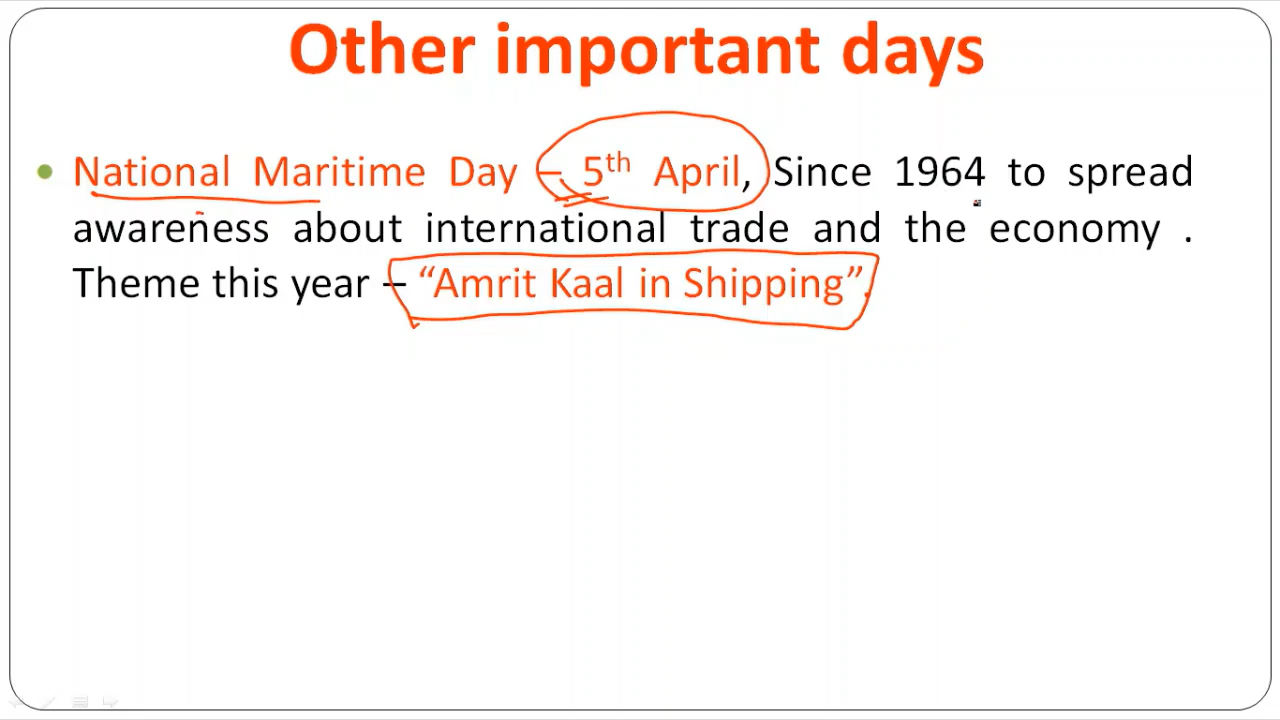 Other important days
National Maritime Day – 5th April, Since 1964 to spread
awareness about international trade and the economy .
Theme this year – “Amrit Kaal in Shipping”.